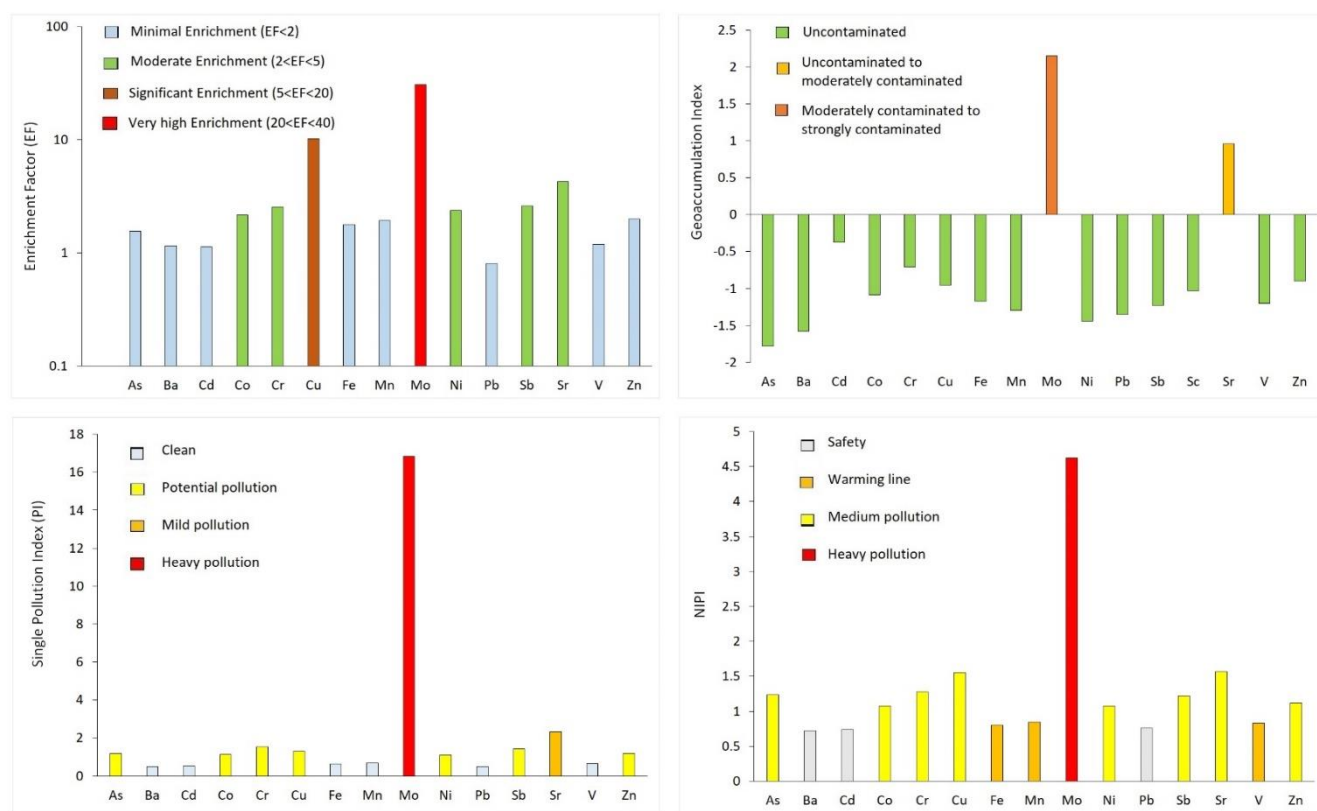 100
10
1
0.1
Enrichment Factor (EF)
Minimal Enrichment (EF<2)
Moderate Enrichment (2<EF<5)
Significant Enrichment (5<EF<20)
Very high Enrichment (20<EF<40)
As Ba Cd Co Cr Cu Fe Mn Mo Ni Pb Sb Sr V Zn
2.5
2
1.5
1
0.5
0
-0.5
-1
-1.5
-2
Geoaccumulation Index
Uncontaminated
Uncontaminated to
moderately contaminated
Moderately contaminated to
strongly contaminated
As Ba Cd Co Cr Cu Fe Mn Mo Ni Pb Sb Sc Sr V Zn
18
16
14
12
10
8
6
4
2
0
Single Pollution Index (PI)
Clean
Potential pollution
Mild pollution
Heavy pollution
As Ba Cd Co Cr Cu Fe Mn Mo Ni Pb Sb Sr V Zn
5
4.5
4
3.5
3
2.5
2
1.5
1
0.5
0
NIPI
Safety
Warming line
Medium pollution
Heavy pollution
As Ba Cd Co Cr Cu Fe Mn Mo Ni Pb Sb Sr V Zn